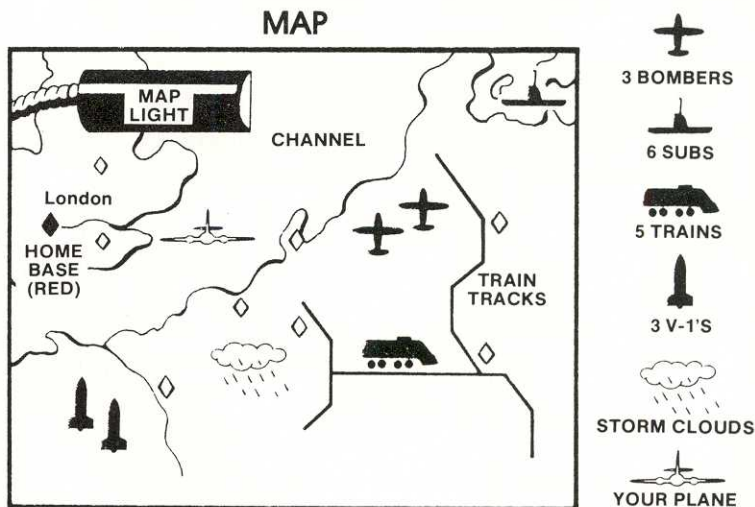 MAP
MAP
LIGHT
CHANNEL
London
HOME
BASE
(RED)
TRAIN
TRACKS
3 BOMBERS
6 SUBS
5 TRAINS
3 V-1'S
STORM CLOUDS
YOUR PLANE